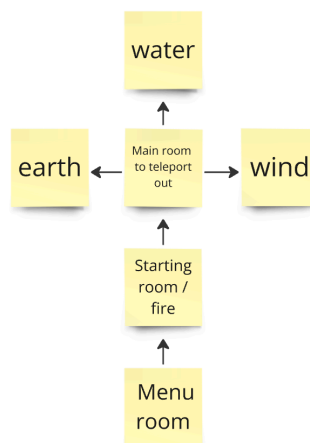 water
earth
Main room
to teleport
out
wind
Starting
room /
fire
Menu
room